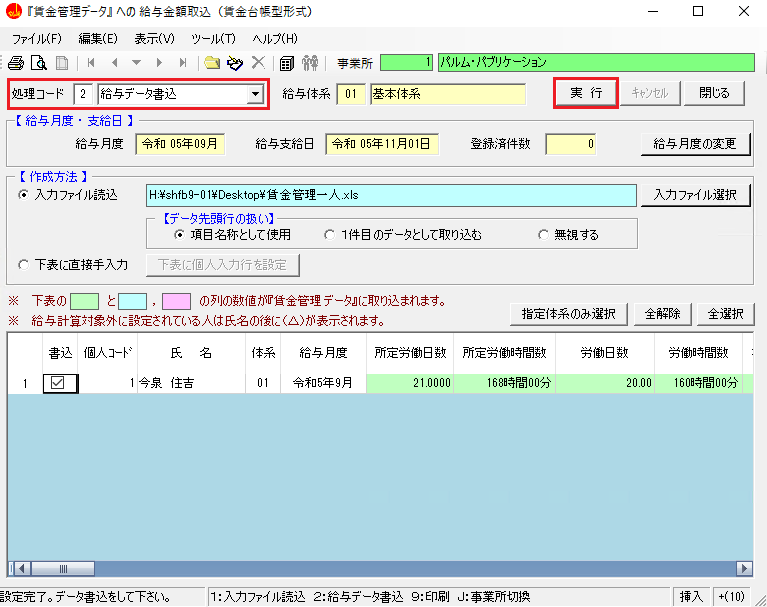 『賃金管理データ』への給与金額取込（賃金台帳型形式）
ファイル(F) 編集(E) 表示(V) ツール(T) ヘルプ(H)
事業所 1 パルム・パブリケーション
処理コード 2 給与データ書込 給与体系 01 基本体系 実 行 キャンセル 閉じる
【 給与月度・支給日 】
給与月度 令和 05年09月 給与支給日 令和 05年11月01日 登録済件数 0 給与月度の変更
【 作成方法 】
入力ファイル読込 H:¥shfb9-01¥Desktop¥賃金管理一人.xls 入力ファイル選択
【データ先頭行の扱い】
項目名称として使用 1件目のデータとして取り込む 無視する
下表に直接手入力 下表に個人入力行を設定
※ 下表の と , の列の数値が『賃金管理データ』に取り込まれます。
※ 給与計算対象外に設定されている人は氏名の後に(△)が表示されます。
指定体系のみ選択 全解除 全選択
書込 個人コード 氏 名 体系 給与月度 所定労働日数 所定労働時間数 労働日数 労働時間数
1 1 今泉 住吉 01 令和5年9月 21.0000 168時間00分 20.00 160時間00分
設定完了。データ書込をして下さい。 1:入力ファイル読込 2:給与データ書込 9:印刷 J:事業所切換 挿入 +(10)